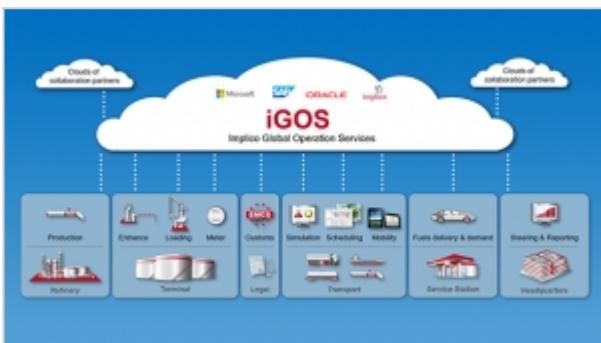 Clouds of
collaboration partners
Clouds of
collaboration partners
Microsoft SAP ORACLE implico
iGOS
Implico Global Operation Services
Production Entrance Loading Meter Customs Simulation Scheduling Mobility Fuels delivery & demand Steering & Reporting
Refinery Terminal Legal Transport Service Station Headquarters